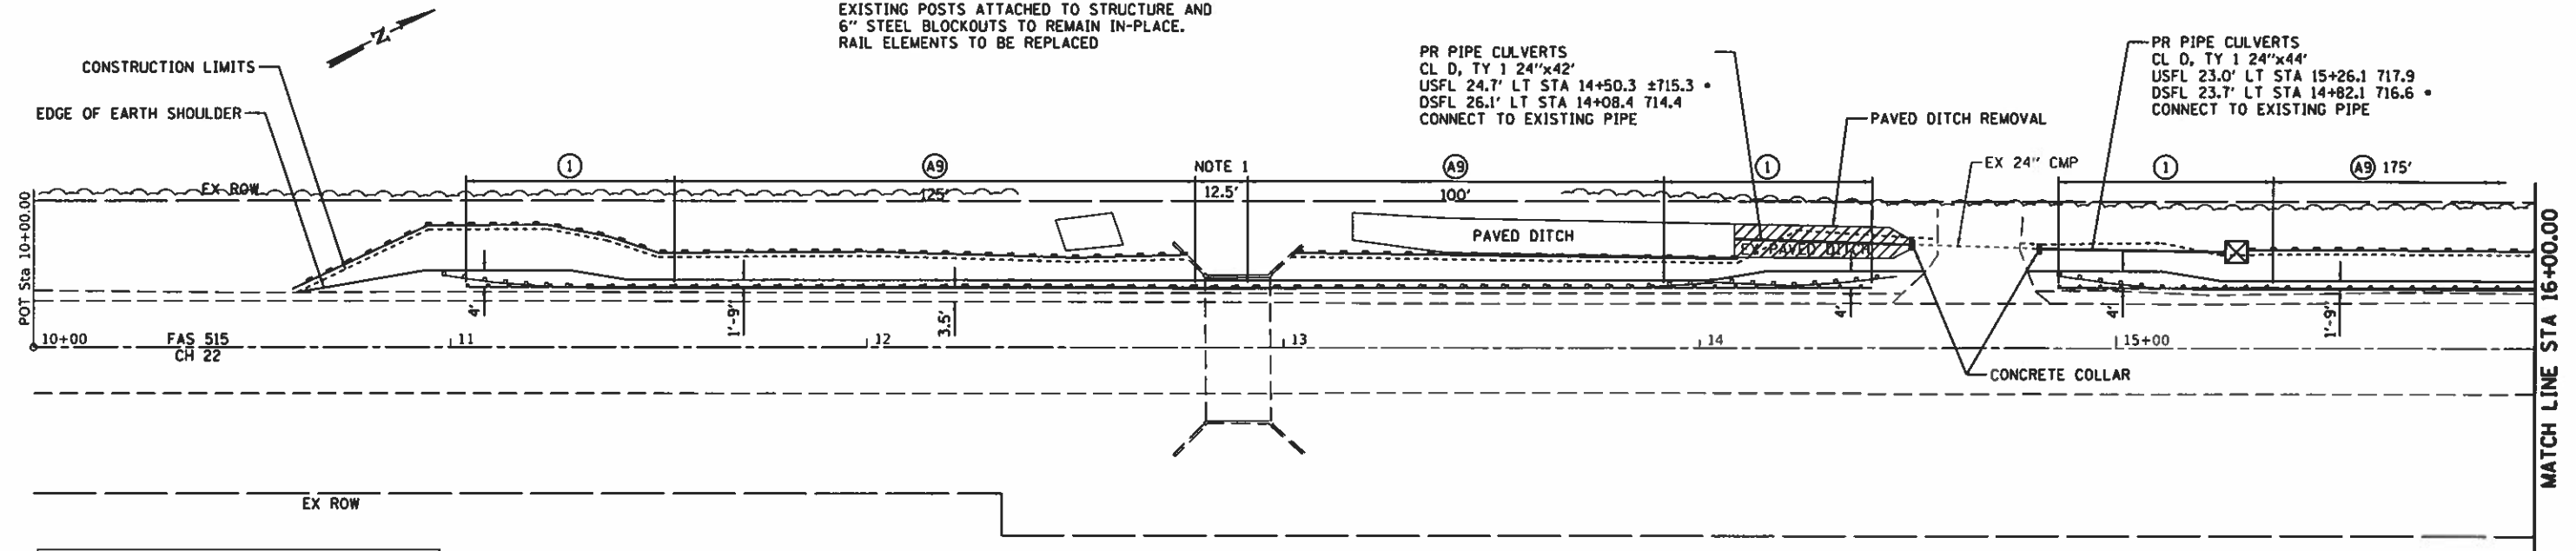 EXISTING POSTS ATTACHED TO STRUCTURE AND
6" STEEL BLOCKOUTS TO REMAIN IN-PLACE.
RAIL ELEMENTS TO BE REPLACED
N
CONSTRUCTION LIMITS
EDGE OF EARTH SHOULDER
PR PIPE CULVERTS
CL D, TY 1 24"x42'
USFL 24.7' LT STA 14+50.3 ±715.3 *
DSFL 26.1' LT STA 14+08.4 714.4
CONNECT TO EXISTING PIPE
PR PIPE CULVERTS
CL D, TY 1 24"x44'
USFL 23.0' LT STA 15+26.1 717.9
DSFL 23.7' LT STA 14+82.1 716.6 *
CONNECT TO EXISTING PIPE
PAVED DITCH REMOVAL
EX 24" CMP
1
A9
NOTE 1
A9
1
1
A9 175'
EX ROW
125'
12.5'
100'
POT Sta 10+00.00
PAVED DITCH
EX PAVED DITCH
4'
1'-9"
3.5'
4'
4'
1'-9"
10+00
FAS 515
CH 22
11
12
13
14
15+00
CONCRETE COLLAR
MATCH LINE STA 16+00.00
EX ROW